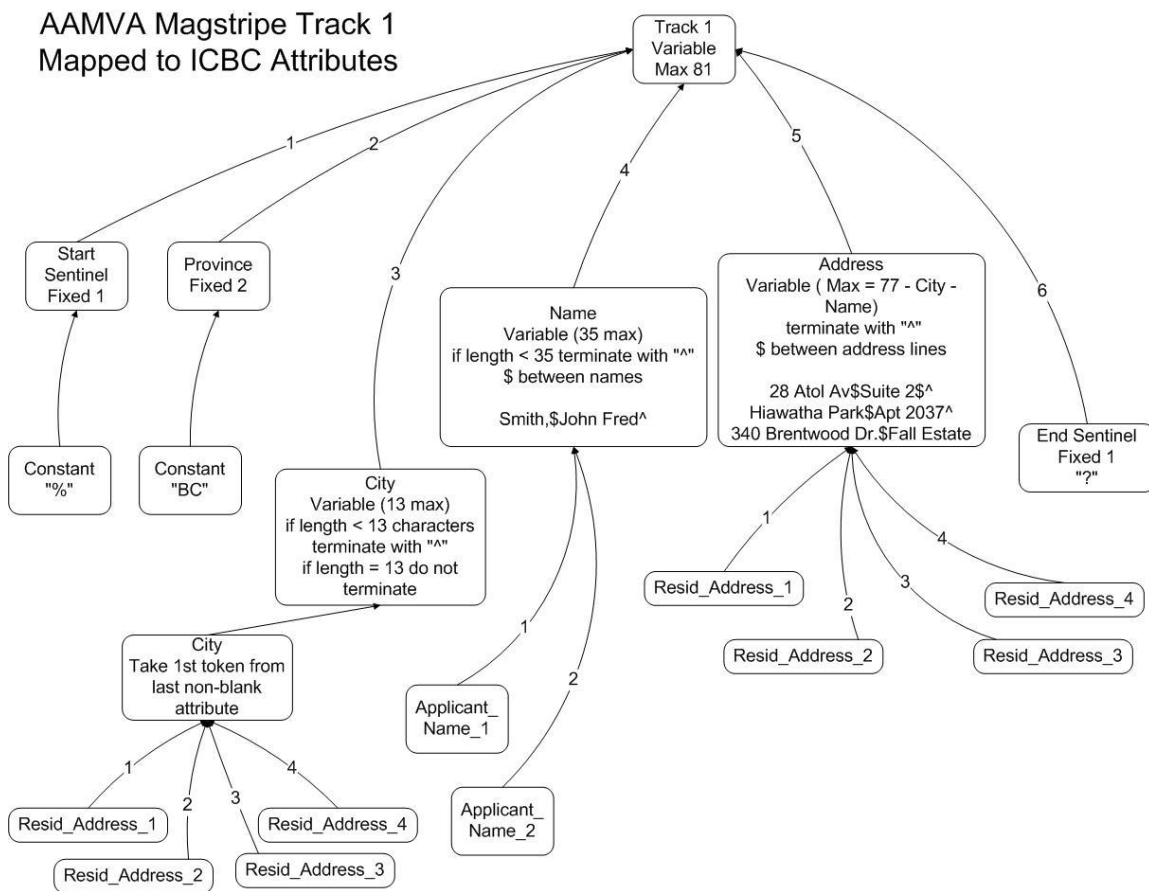 AAMVA Magstripe Track 1
Mapped to ICBC Attributes
Track 1
Variable
Max 81
1
2
3
4
5
6
Start
Sentinel
Fixed 1
Province
Fixed 2
Constant
"%"
Constant
"BC"
City
Variable (13 max)
if length < 13 characters
terminate with "^"
if length = 13 do not
terminate
Name
Variable (35 max)
if length < 35 terminate with "^"
$ between names
Smith,$John Fred^
Address
Variable ( Max = 77 - City -
Name)
terminate with "^"
$ between address lines
28 Atol Av$Suite 2$^
Hiawatha Park$Apt 2037^
340 Brentwood Dr.$Fall Estate
End Sentinel
Fixed 1
"?"
City
Take 1st token from
last non-blank
attribute
1
2
3
4
Resid_Address_1
Resid_Address_2
Resid_Address_3
Resid_Address_4
1
2
Applicant_
Name_1
Applicant_
Name_2
1
2
3
4
Resid_Address_1
Resid_Address_2
Resid_Address_3
Resid_Address_4